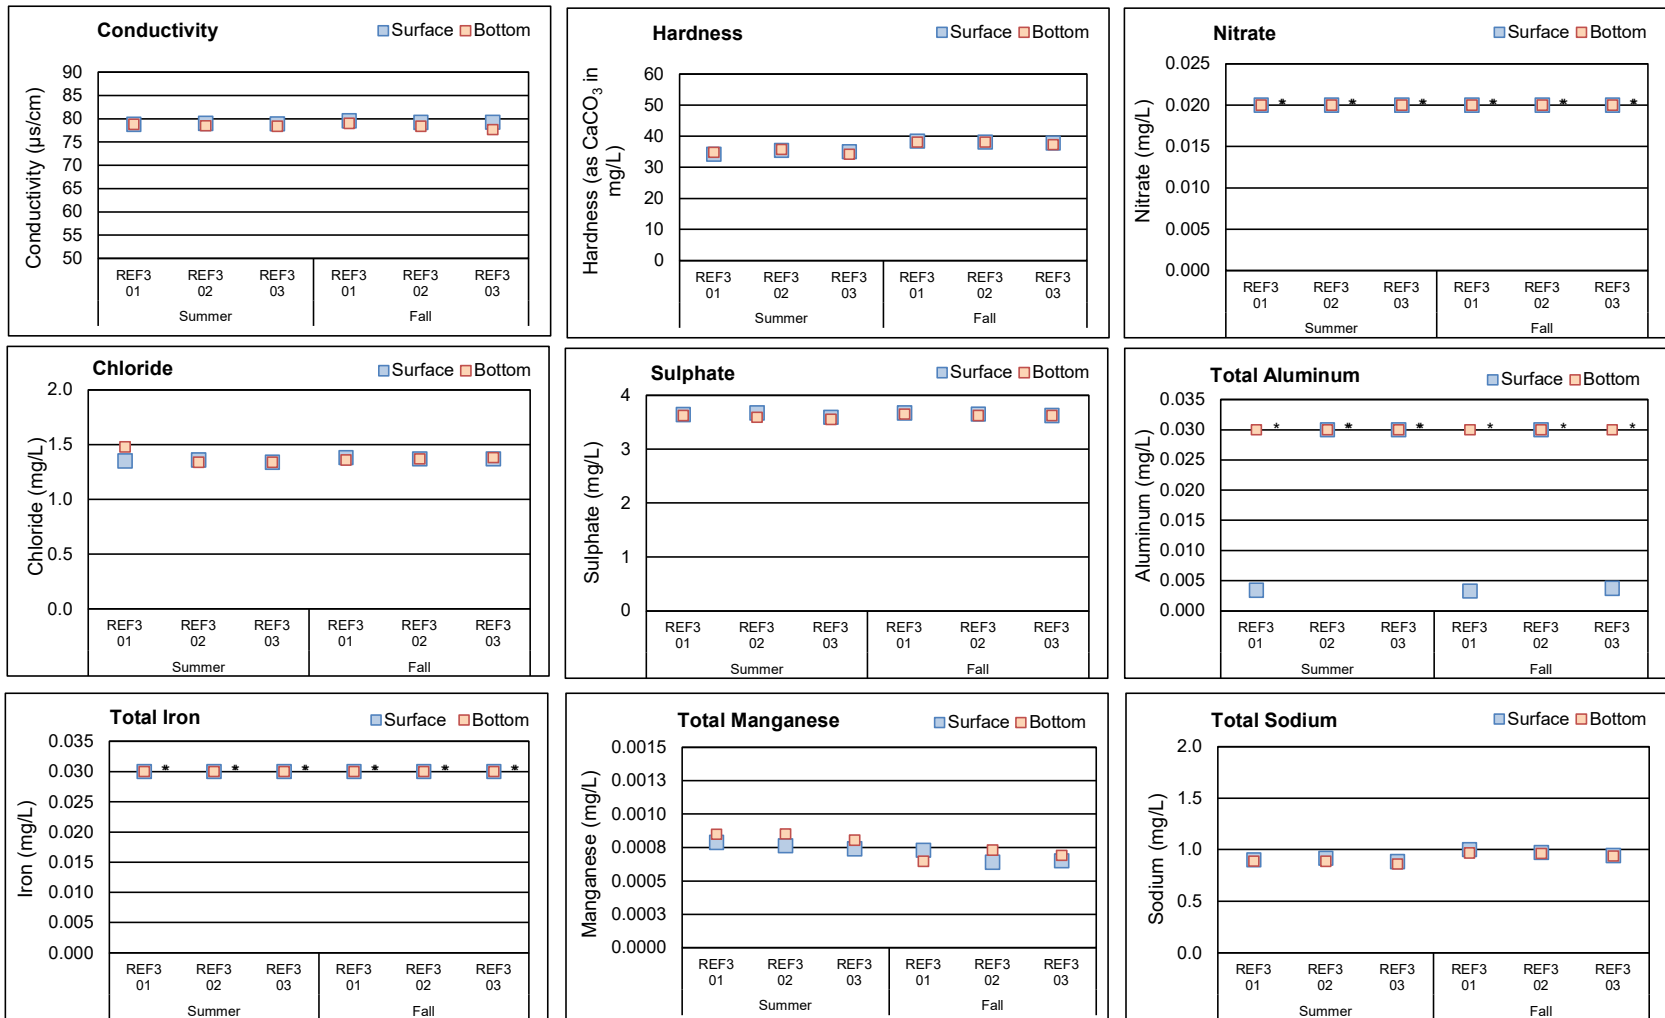 Conductivity
Surface Bottom
Conductivity (µs/cm)
90
85
80
75
70
65
60
55
50
REF3 REF3 REF3 REF3 REF3 REF3
01 02 03 01 02 03
Summer Fall
Hardness
Surface Bottom
Hardness (as CaCO3 in
mg/L)
60
50
40
30
20
10
0
REF3 REF3 REF3 REF3 REF3 REF3
01 02 03 01 02 03
Summer Fall
Nitrate
Surface Bottom
Nitrate (mg/L)
0.025
0.020 * * * * * *
0.015
0.010
0.005
0.000
REF3 REF3 REF3 REF3 REF3 REF3
01 02 03 01 02 03
Summer Fall
Chloride
Surface Bottom
Chloride (mg/L)
2.0
1.5
1.0
0.5
0.0
REF3 REF3 REF3 REF3 REF3 REF3
01 02 03 01 02 03
Summer Fall
Sulphate
Surface Bottom
Sulphate (mg/L)
4
3
2
1
0
REF3 REF3 REF3 REF3 REF3 REF3
01 02 03 01 02 03
Summer Fall
Total Aluminum
Surface Bottom
Aluminum (mg/L)
0.035
0.030 * * * * * *
0.025
0.020
0.015
0.010
0.005
0.000
REF3 REF3 REF3 REF3 REF3 REF3
01 02 03 01 02 03
Summer Fall
Total Iron
Surface Bottom
Iron (mg/L)
0.035
0.030 * * * * * *
0.025
0.020
0.015
0.010
0.005
0.000
REF3 REF3 REF3 REF3 REF3 REF3
01 02 03 01 02 03
Summer Fall
Total Manganese
Surface Bottom
Manganese (mg/L)
0.0015
0.0013
0.0010
0.0008
0.0005
0.0003
0.0000
REF3 REF3 REF3 REF3 REF3 REF3
01 02 03 01 02 03
Summer Fall
Total Sodium
Surface Bottom
Sodium (mg/L)
2.0
1.5
1.0
0.5
0.0
REF3 REF3 REF3 REF3 REF3 REF3
01 02 03 01 02 03
Summer Fall